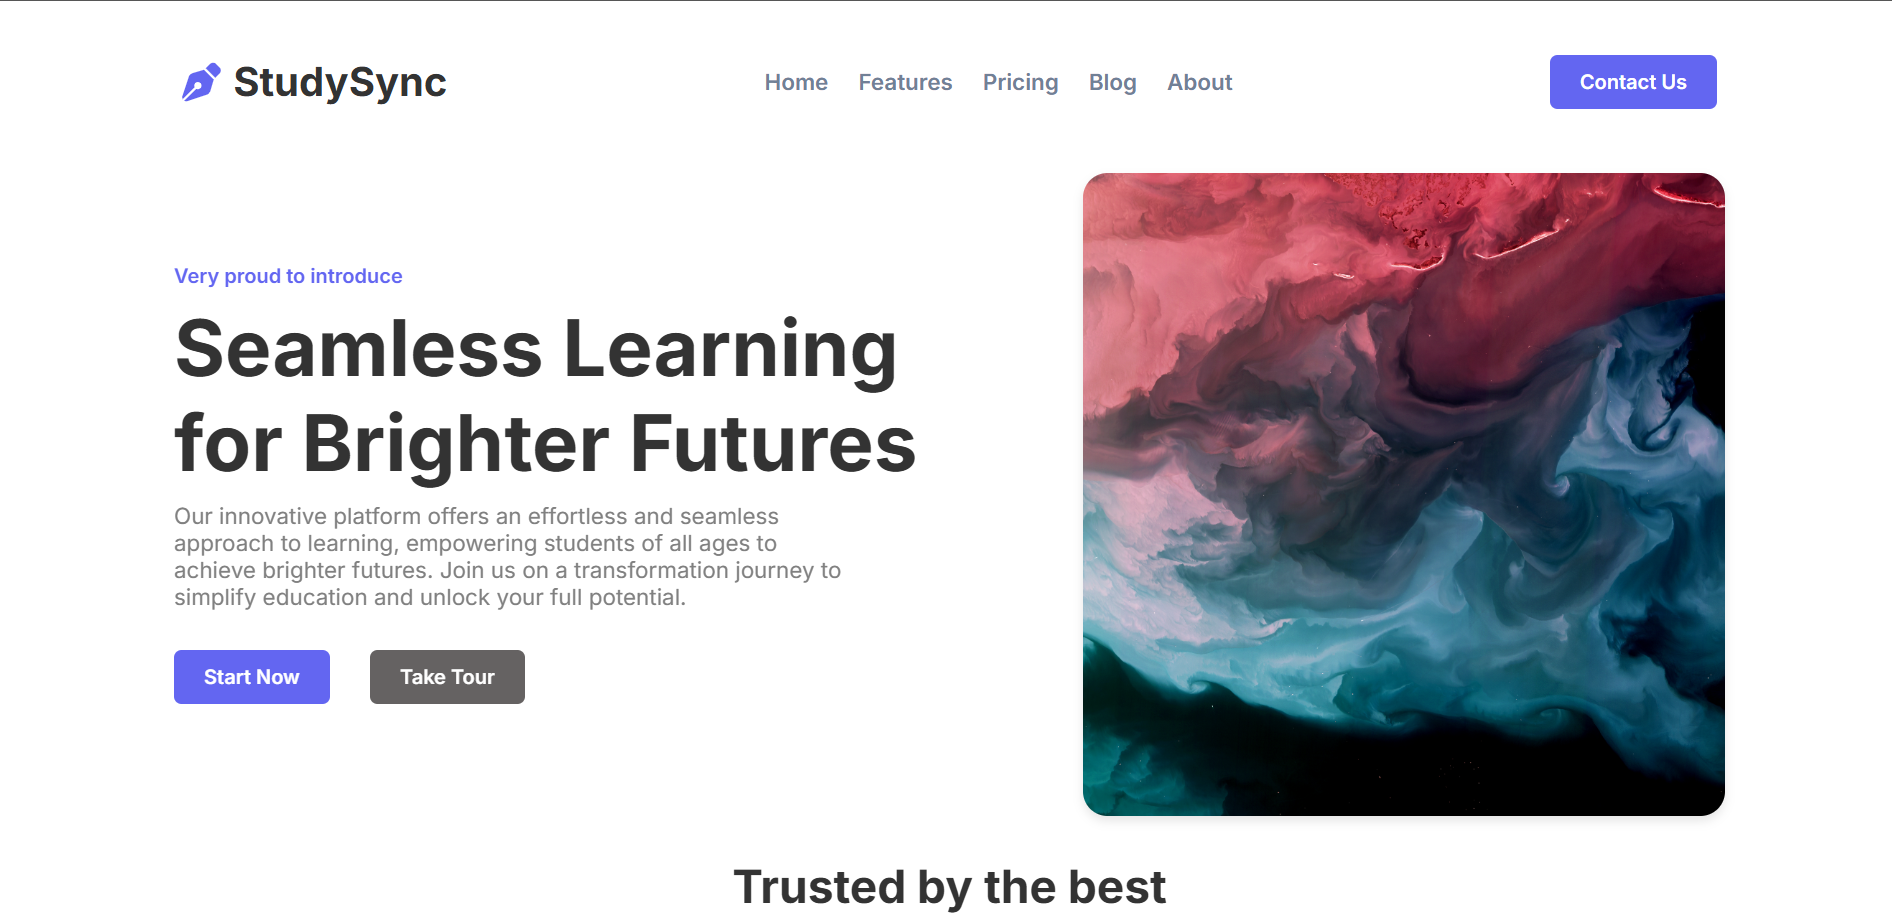 StudySync
Home Features Pricing Blog About
Contact Us
Very proud to introduce
Seamless Learning
for Brighter Futures
Our innovative platform offers an effortless and seamless
approach to learning, empowering students of all ages to
achieve brighter futures. Join us on a transformation journey to
simplify education and unlock your full potential.
Start Now
Take Tour
Trusted by the best